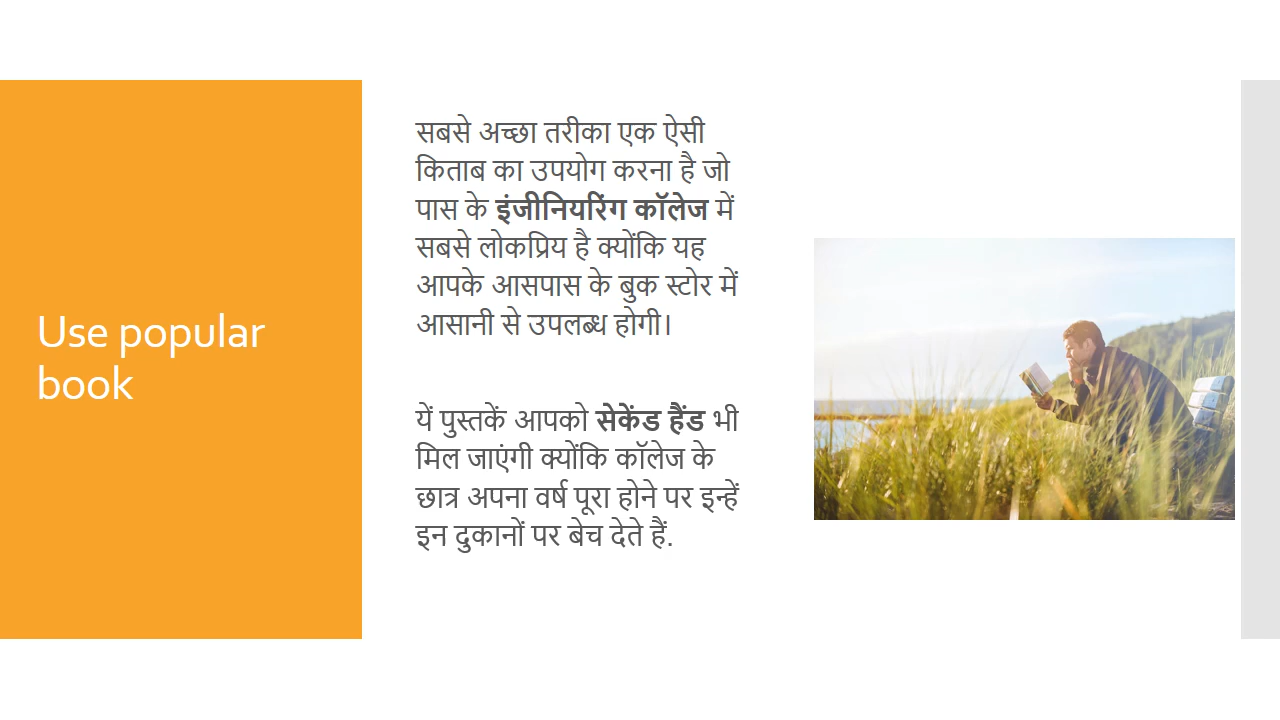 Use popular
book
सबसे अच्छा तरीका एक ऐसी
किताब का उपयोग करना है जो
पास के इंजीनियरिंग कॉलेज में
सबसे लोकप्रिय है क्योंकि यह
आपके आसपास के बुक स्टोर में
आसानी से उपलब्ध होगी।
यें पुस्तकें आपको सेकेंड हैंड भी
मिल जाएंगी क्योंकि कॉलेज के
छात्र अपना वर्ष पूरा होने पर इन्हें
इन दुकानों पर बेच देते हैं.